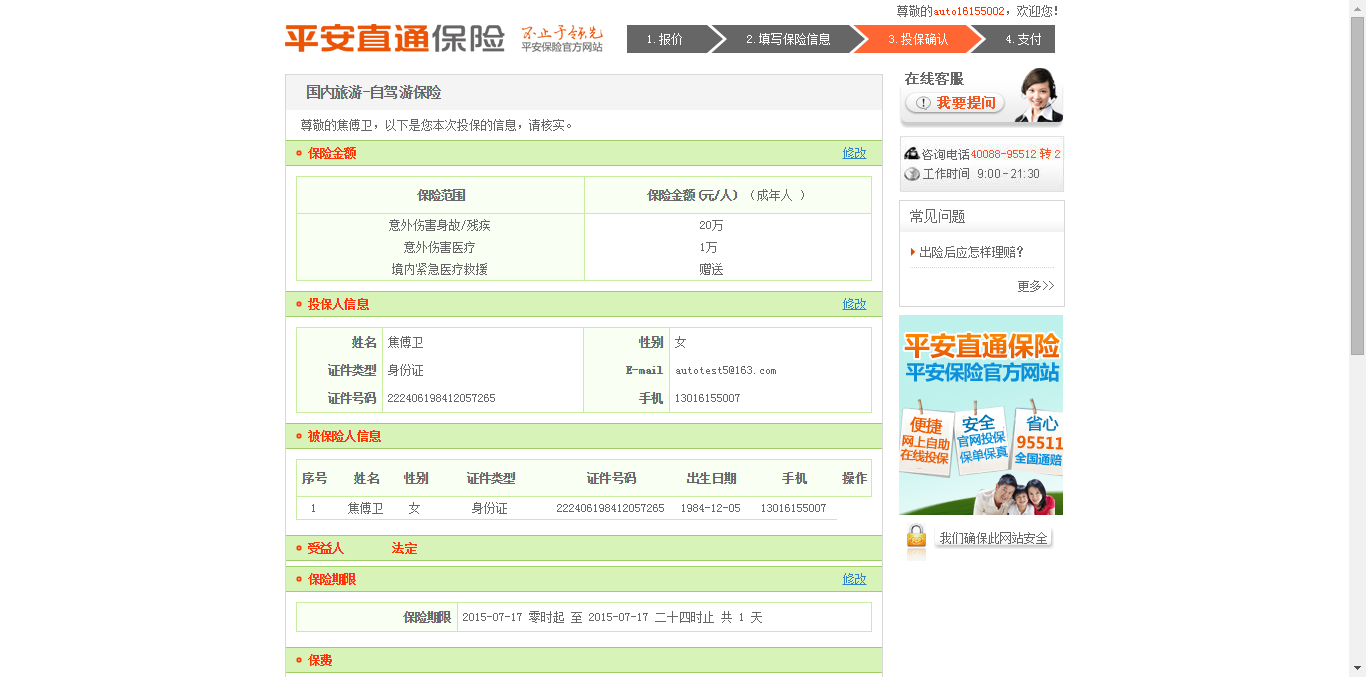 尊敬的auto16155002，欢迎您!
平安直通保险
不止于领先
平安保险官方网站
1.报价
2.填写保险信息
3.投保确认
4.支付
国内旅游-自驾游保险
尊敬的焦傅卫，以下是您本次投保的信息，请核实。
保险金额 修改
保险范围 保险金额(元/人) （成年人 ）
意外伤害身故/残疾 20万
意外伤害医疗 1万
境内紧急医疗救援 赠送
投保人信息 修改
姓名 焦傅卫 性别 女
证件类型 身份证 E-mail autotest5@163.com
证件号码 222406198412057265 手机 13016155007
被保险人信息
序号 姓名 性别 证件类型 证件号码 出生日期 手机 操作
1 焦傅卫 女 身份证 222406198412057265 1984-12-05 13016155007
受益人 法定
保险期限 修改
保险期限 2015-07-17 零时起 至 2015-07-17 二十四时止 共 1 天
保费
在线客服
我要提问
咨询电话40088-95512 转 2
工作时间 9:00-21:30
常见问题
出险后应怎样理赔?
更多>>
平安直通保险
平安保险官方网站
便捷
网上自助
在线投保
安全
官网投保
保单保真
省心
95511
全国通赔
我们确保此网站安全